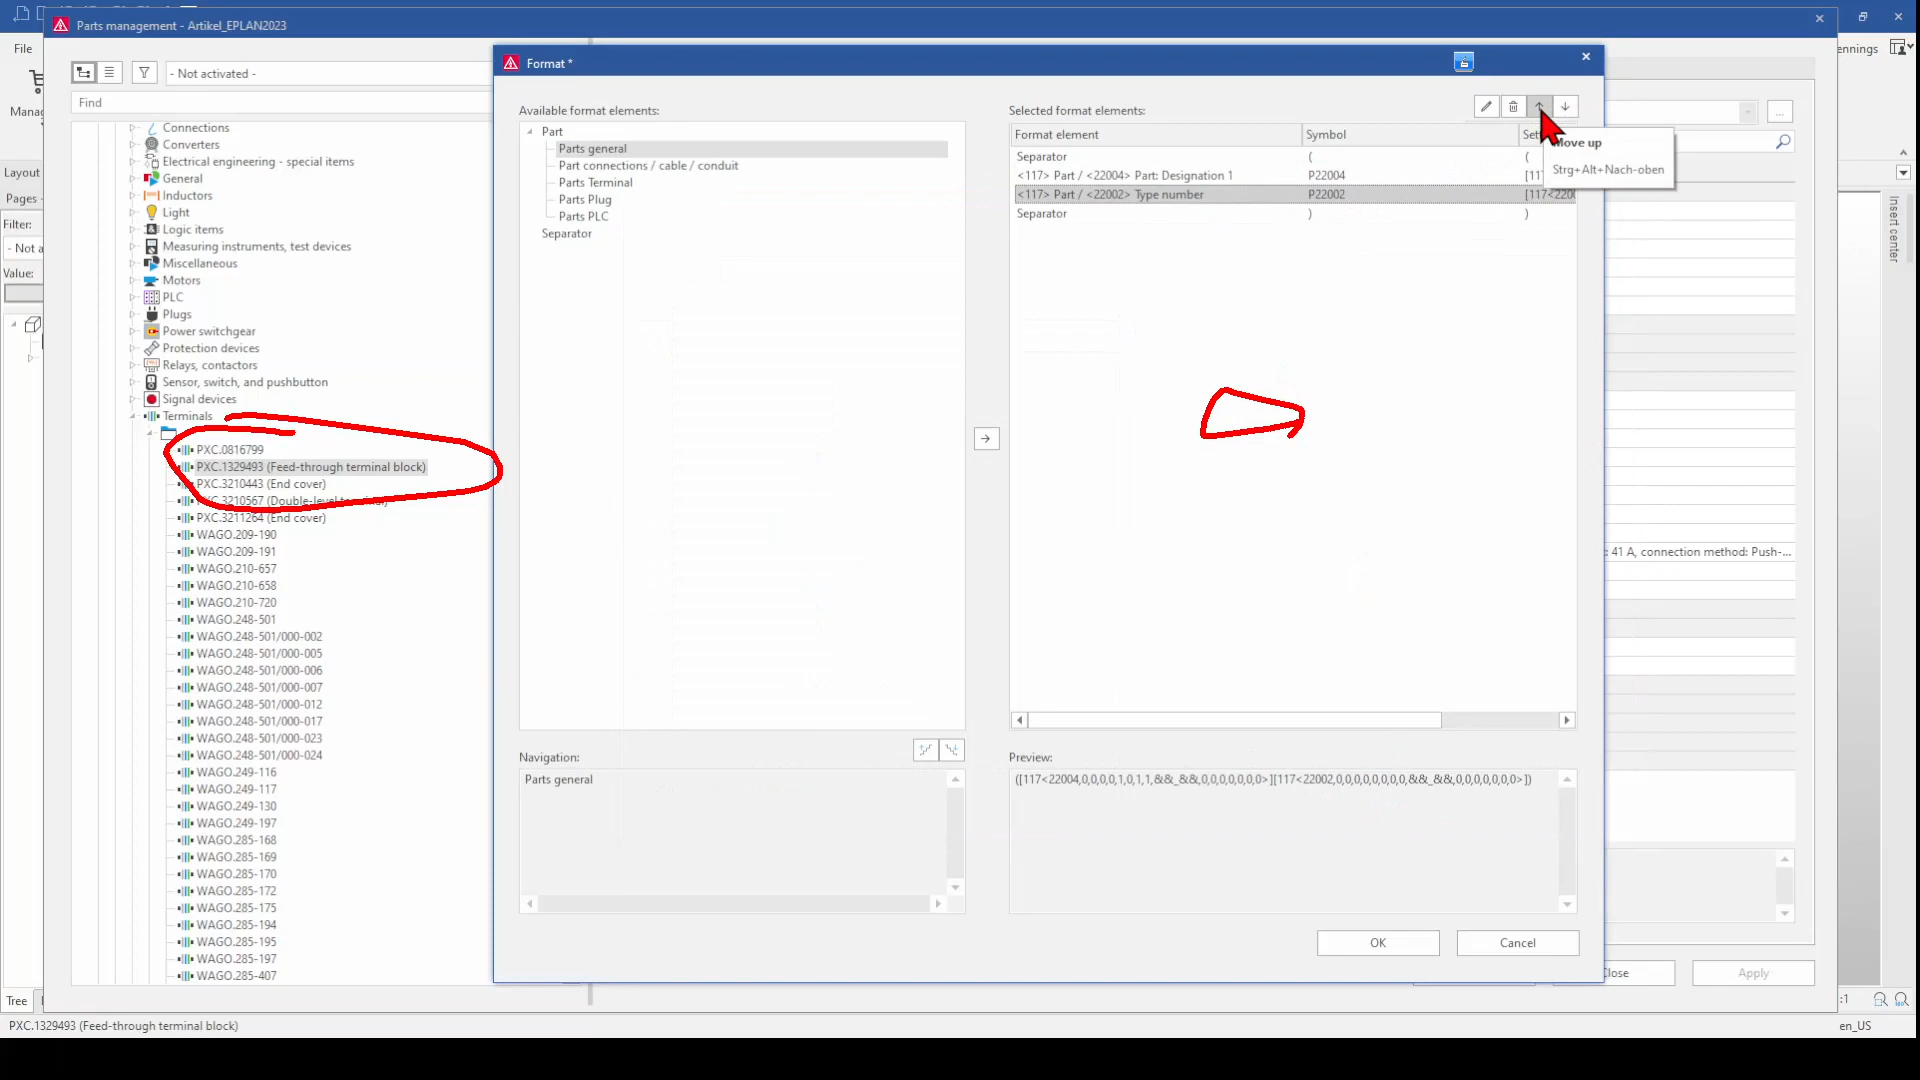 Parts management - Artikel_EPLAN2023
File
ennings
Manag
- Not activated -
Find
Layout
Pages -
Filter:
- Not a
Value:
Connections
Converters
Electrical engineering - special items
General
Inductors
Light
Logic items
Measuring instruments, test devices
Miscellaneous
Motors
PLC
Plugs
Power switchgear
Protection devices
Relays, contactors
Sensor, switch, and pushbutton
Signal devices
Terminals
PXC.0816799
PXC.1329493 (Feed-through terminal block)
PXC.3210443 (End cover)
PXC.3210567 (Double-level terminal)
PXC.3211264 (End cover)
WAGO.209-190
WAGO.209-191
WAGO.210-657
WAGO.210-658
WAGO.210-720
WAGO.248-501
WAGO.248-501/000-002
WAGO.248-501/000-005
WAGO.248-501/000-006
WAGO.248-501/000-007
WAGO.248-501/000-012
WAGO.248-501/000-017
WAGO.248-501/000-023
WAGO.248-501/000-024
WAGO.249-116
WAGO.249-117
WAGO.249-130
WAGO.249-197
WAGO.285-168
WAGO.285-169
WAGO.285-170
WAGO.285-172
WAGO.285-175
WAGO.285-194
WAGO.285-195
WAGO.285-197
WAGO.285-407
Format *
Available format elements:
Part
Parts general
Part connections / cable / conduit
Parts Terminal
Parts Plug
Parts PLC
Separator
Navigation:
Parts general
Selected format elements:
Format element Symbol Sett
Separator ( (
<117> Part / <22004> Part: Designation 1 P22004 [11
<117> Part / <22002> Type number P22002 [117<220
Separator ) )
Move up
Strg+Alt+Nach-oben
Preview:
([117<22004,0,0,0,0,1,0,1,1,&&_&&,0,0,0,0,0,0,0>][117<22002,0,0,0,0,0,0,0,0,&&_&&,0,0,0,0,0,0,0>])
OK
Cancel
...
: 41 A, connection method: Push-...
Close
Apply
Insert center
Tree
:1
PXC.1329493 (Feed-through terminal block)
en_US